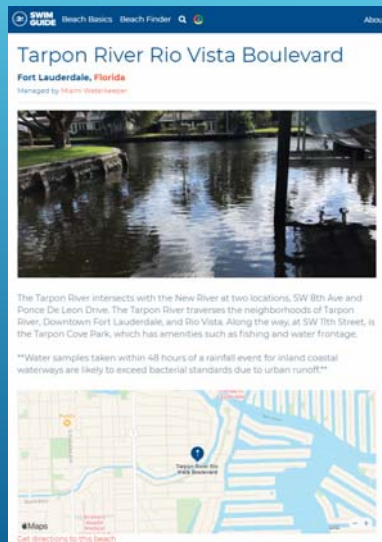 SWIM
GUIDE
Beach Basics
Beach Finder
Abou
Tarpon River Rio Vista Boulevard
Fort Lauderdale, Florida
Managed by Miami Waterkeeper
The Tarpon River intersects with the New River at two locations, SW 8th Ave and
Ponce De Leon Drive. The Tarpon River traverses the neighborhoods of Tarpon
River, Downtown Fort Lauderdale, and Rio Vista. Along the way, at SW 11th Street, is
the Tarpon Cove Park, which has amenities such as fishing and water frontage.
**Water samples taken within 48 hours of a rainfall event for inland coastal
waterways are likely to exceed bacterial standards due to urban runoff.**
Tarpon River Rio
Vista Boulevard
Maps
Get directions to this beach